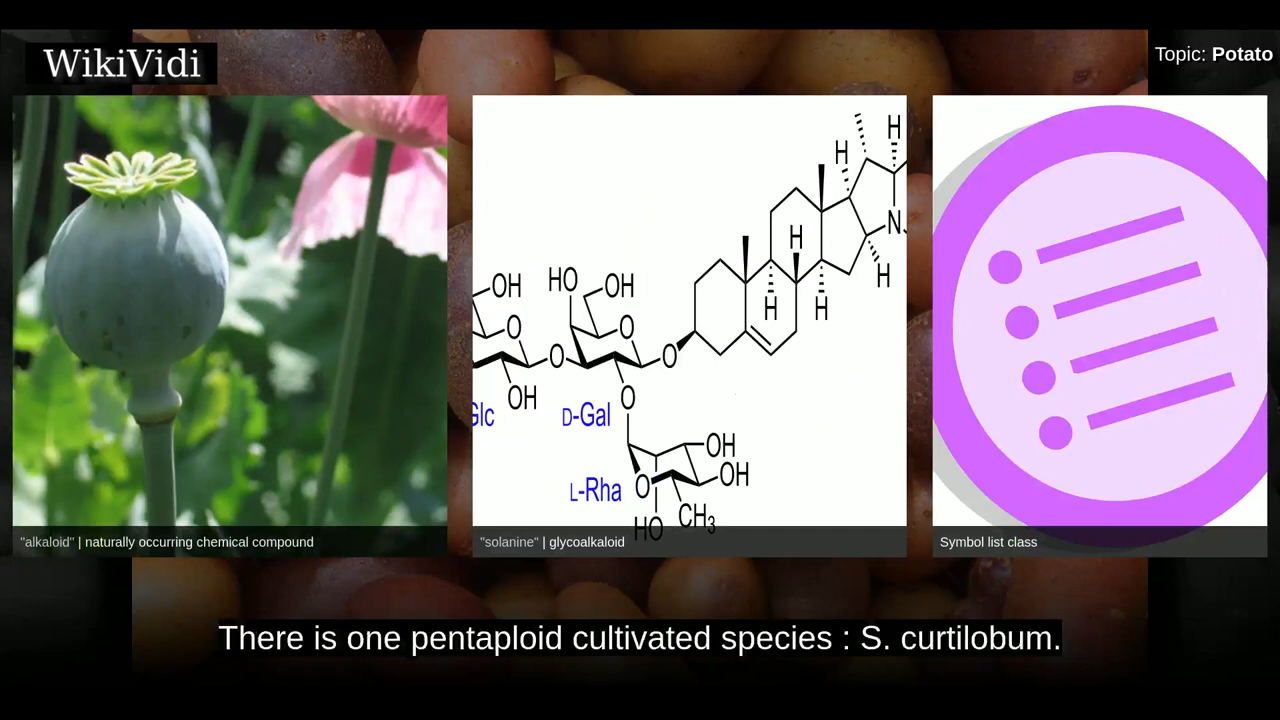 WikiVidi
Topic: Potato
H
H
N
H
H
H
H
OH
HO
OH
O
O
O
O
OH
O
Glc
D-Gal
OH
OH
L-Rha
O
CH3
HO
"alkaloid" | naturally occurring chemical compound
"solanine" | glycoalkaloid
Symbol list class
There is one pentaploid cultivated species : S. curtilobum.